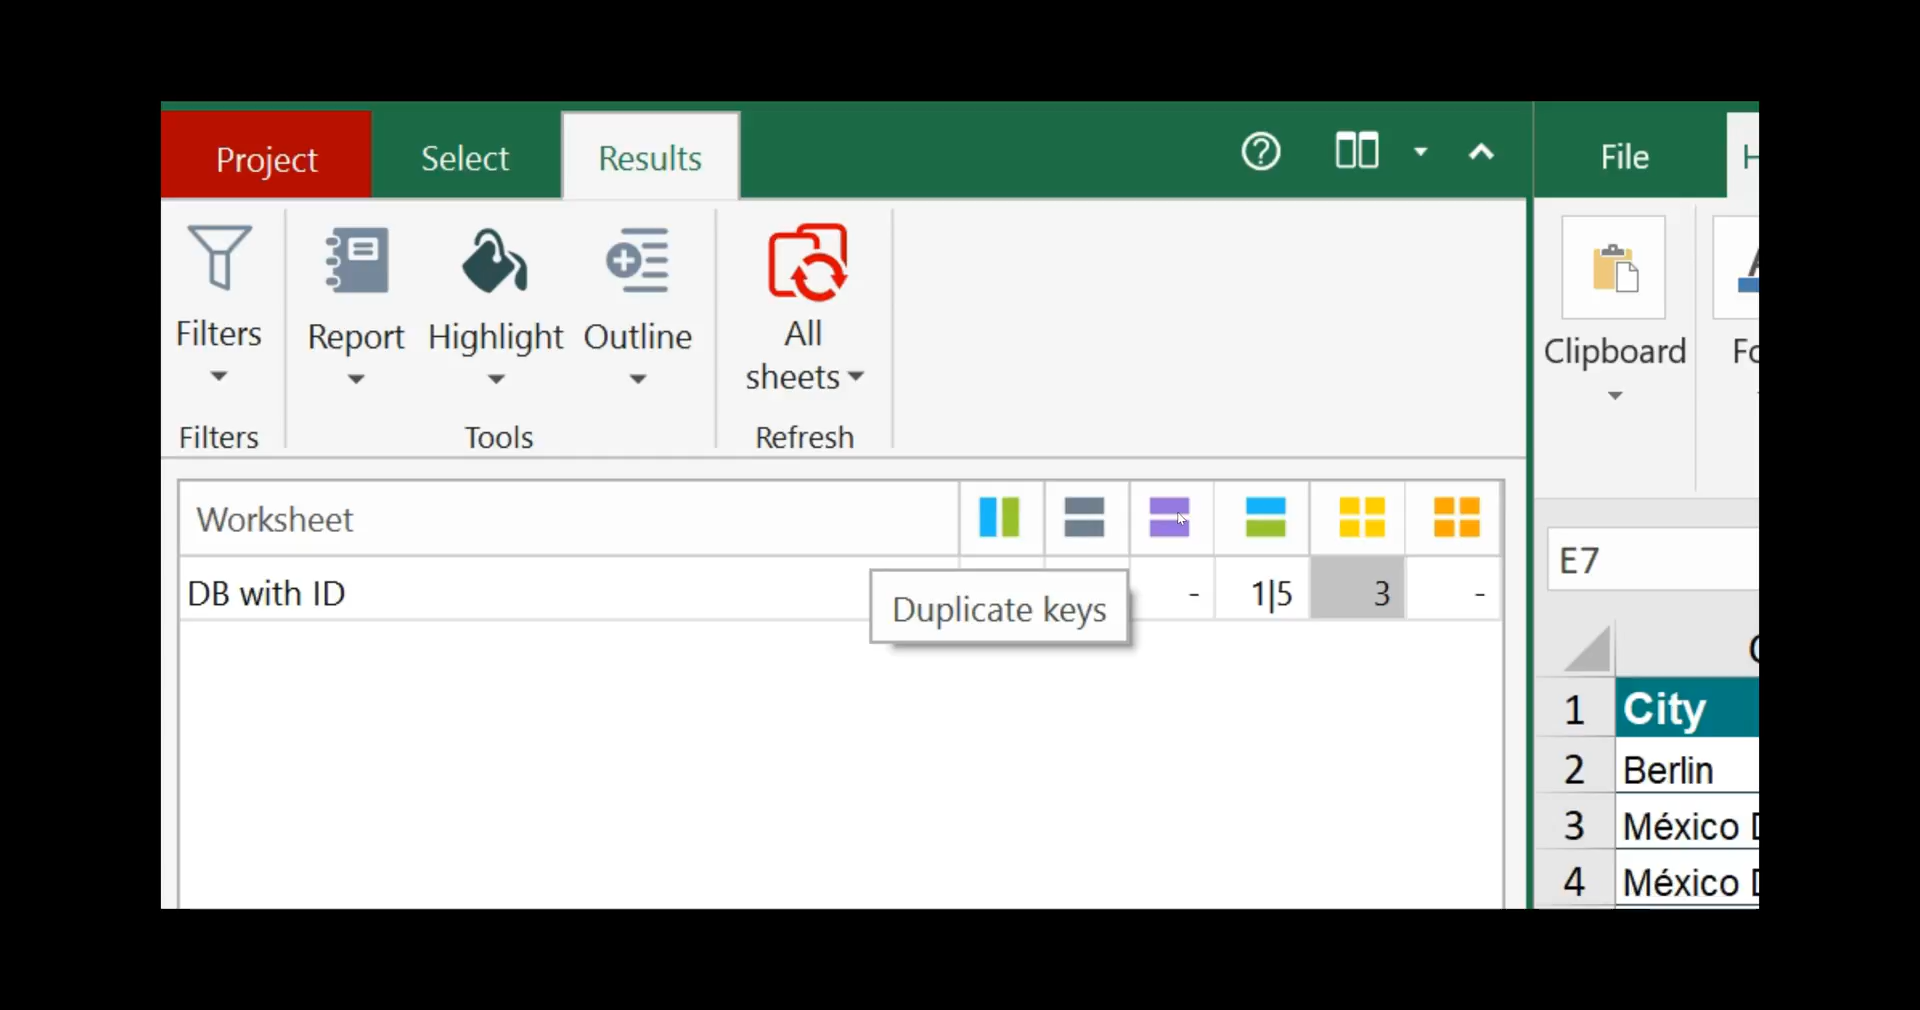 Project Select Results File
Filters Report Highlight Outline All sheets Clipboard
Filters Tools Refresh
E7
Worksheet
DB with ID - 1|5 3 -
Duplicate keys
1 City
2 Berlin
3 México
4 México